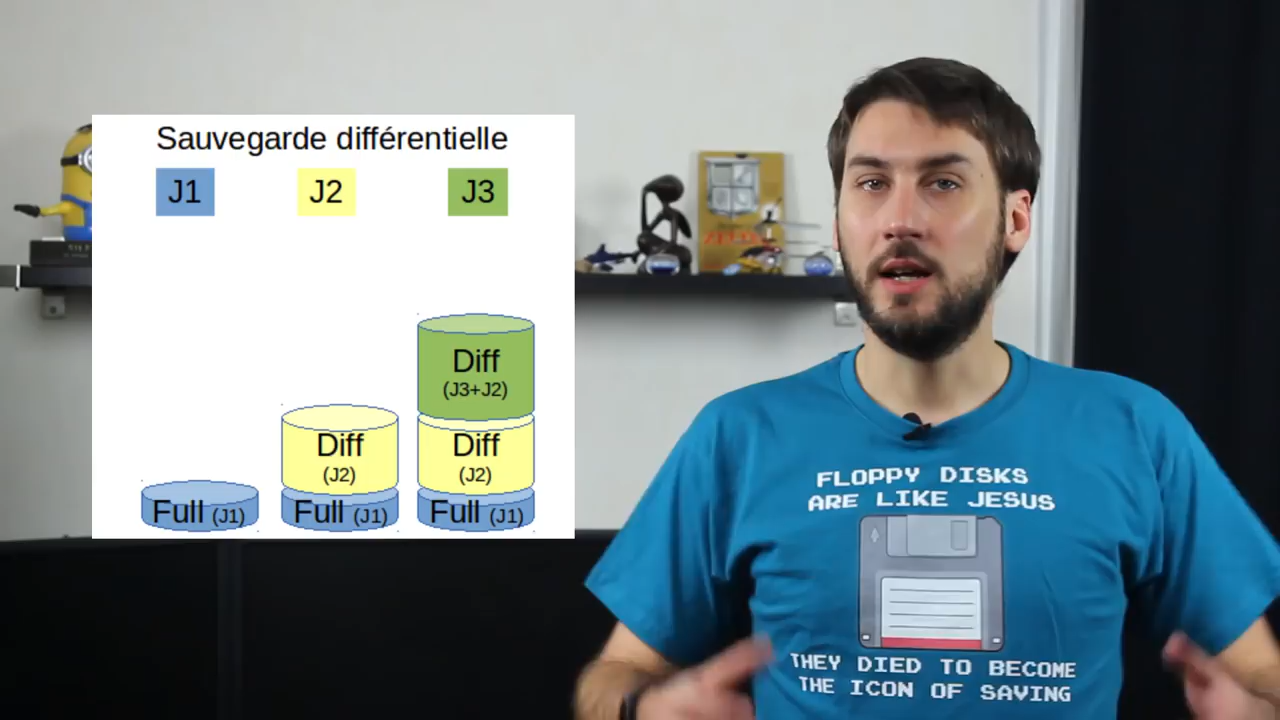 Sauvegarde différentielle
J1 J2 J3
Diff
(J3+J2)
Diff Diff
(J2) (J2)
Full (J1) Full (J1) Full (J1)
FLOPPY DISKS
ARE LIKE JESUS
THEY DIED TO BECOME
THE ICON OF SAVING